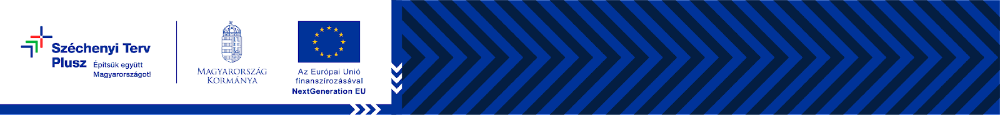 Széchenyi Terv
Plusz Építsük együtt
Magyarországot!
MAGYARORSZÁG
KORMÁNYA
Az Európai Unió
finanszírozásával
NextGeneration EU